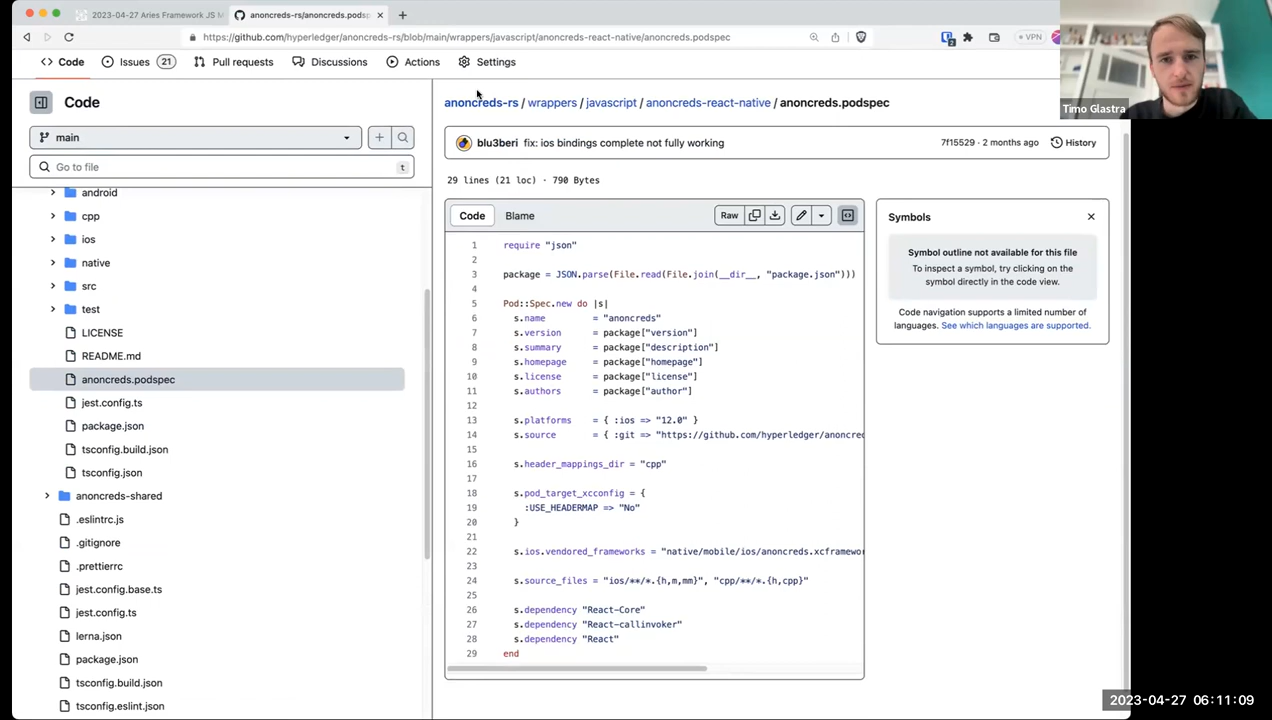 2023-04-27 Aries Framework JS M
anoncreds-rs/anoncreds.podsp
https://github.com/hyperledger/anoncreds-rs/blob/main/wrappers/javascript/anoncreds-react-native/anoncreds.podspec
VPN
Code
Issues 21
Pull requests
Discussions
Actions
Settings
Timo Glastra
Code
main
Go to file
t
android
cpp
ios
native
src
test
LICENSE
README.md
anoncreds.podspec
jest.config.ts
package.json
tsconfig.build.json
tsconfig.json
anoncreds-shared
.eslintrc.js
.gitignore
.prettierrc
jest.config.base.ts
jest.config.ts
lerna.json
package.json
tsconfig.build.json
tsconfig.eslint.json
anoncreds-rs / wrappers / javascript / anoncreds-react-native / anoncreds.podspec
blu3beri fix: ios bindings complete not fully working
7f15529 · 2 months ago
History
29 lines (21 loc) · 790 Bytes
Code
Blame
Raw
1 require "json"
2
3 package = JSON.parse(File.read(File.join(__dir__, "package.json")))
4
5 Pod::Spec.new do |s|
6 s.name = "anoncreds"
7 s.version = package["version"]
8 s.summary = package["description"]
9 s.homepage = package["homepage"]
10 s.license = package["license"]
11 s.authors = package["author"]
12
13 s.platforms = { :ios => "12.0" }
14 s.source = { :git => "https://github.com/hyperledger/anoncred
15
16 s.header_mappings_dir = "cpp"
17
18 s.pod_target_xcconfig = {
19 :USE_HEADERMAP => "No"
20 }
21
22 s.ios.vendored_frameworks = "native/mobile/ios/anoncreds.xcframewor
23
24 s.source_files = "ios/**/*.{h,m,mm}", "cpp/**/*.{h,cpp}"
25
26 s.dependency "React-Core"
27 s.dependency "React-callinvoker"
28 s.dependency "React"
29 end
Symbols
Symbol outline not available for this file
To inspect a symbol, try clicking on the
symbol directly in the code view.
Code navigation supports a limited number of
languages. See which languages are supported.
2023-04-27 06:11:09